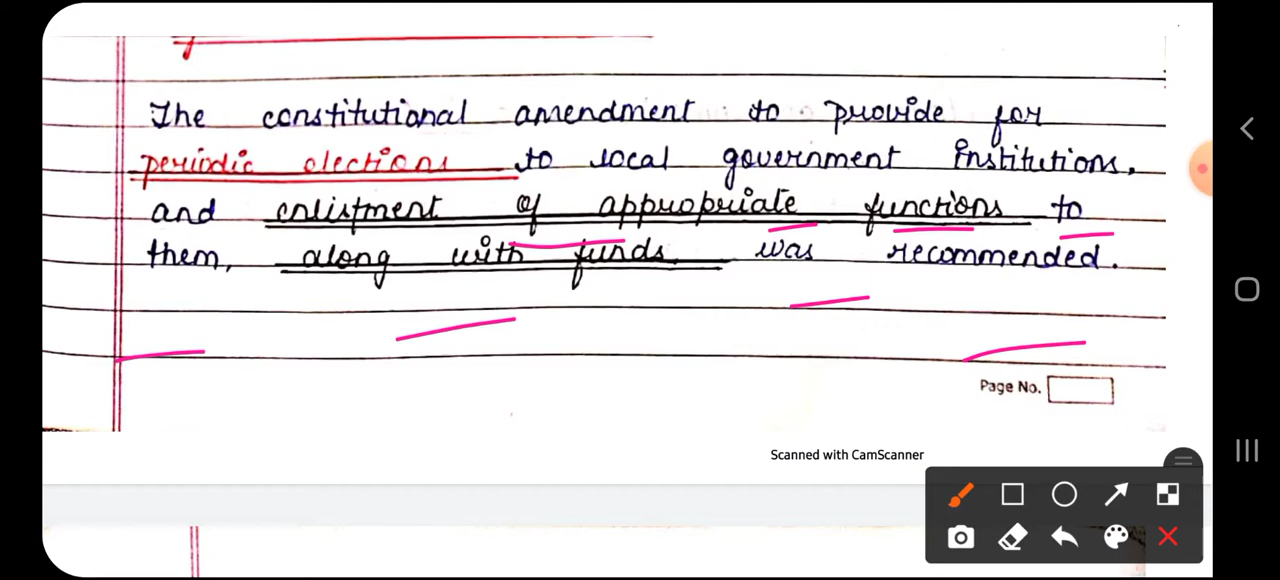 The constitutional amendment to provide for
periodic elections to local government institutions,
and enlistment of appropriate functions to
them, along with funds was recommended.
Page No.
Scanned with CamScanner